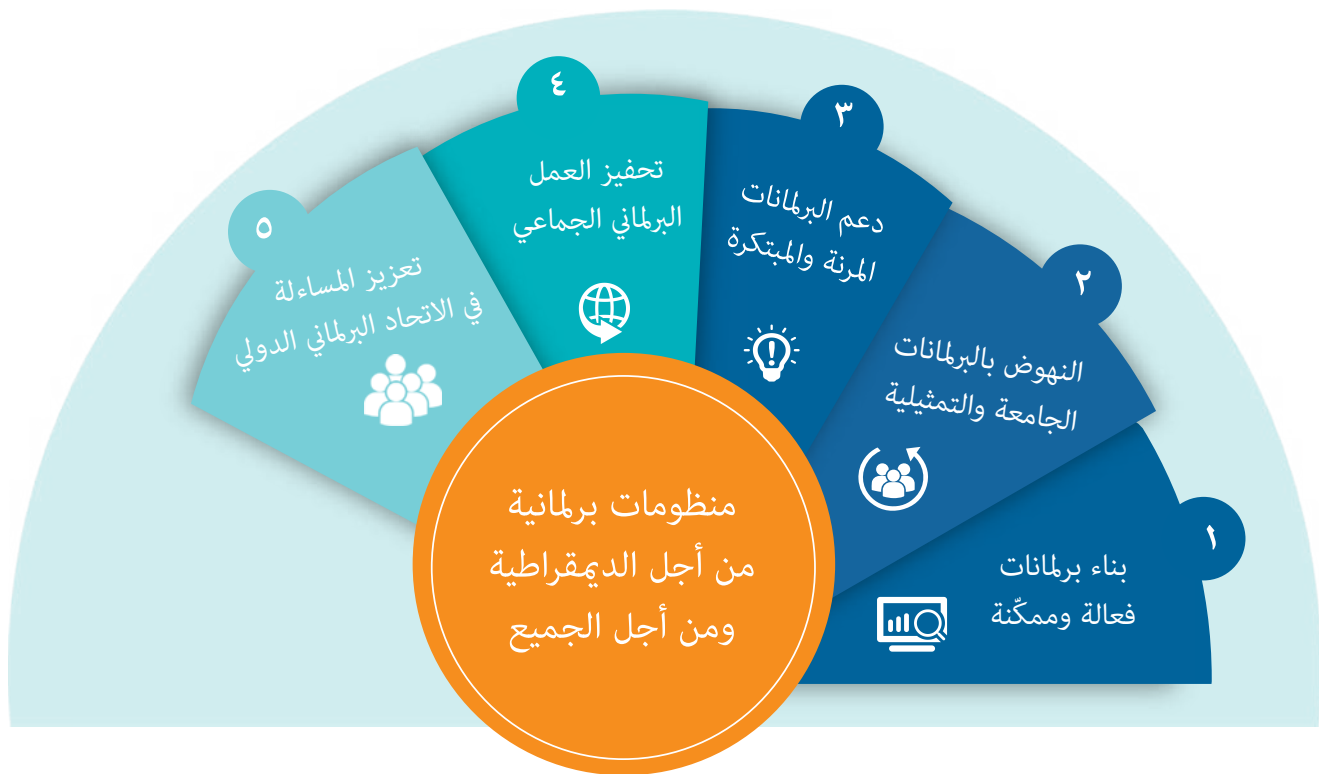 ١
بناء برلمانات
فعالة وممكّنة
٢
النهوض بالبرلمانات
الجامعة والتمثيلية
٣
دعم البرلمانات
المرنة والمبتكرة
٤
تحفيز العمل
البرلماني الجماعي
٥
تعزيز المساءلة
في الاتحاد البرلماني الدولي
منظومات برلمانية
من أجل الديمقراطية
ومن أجل الجميع